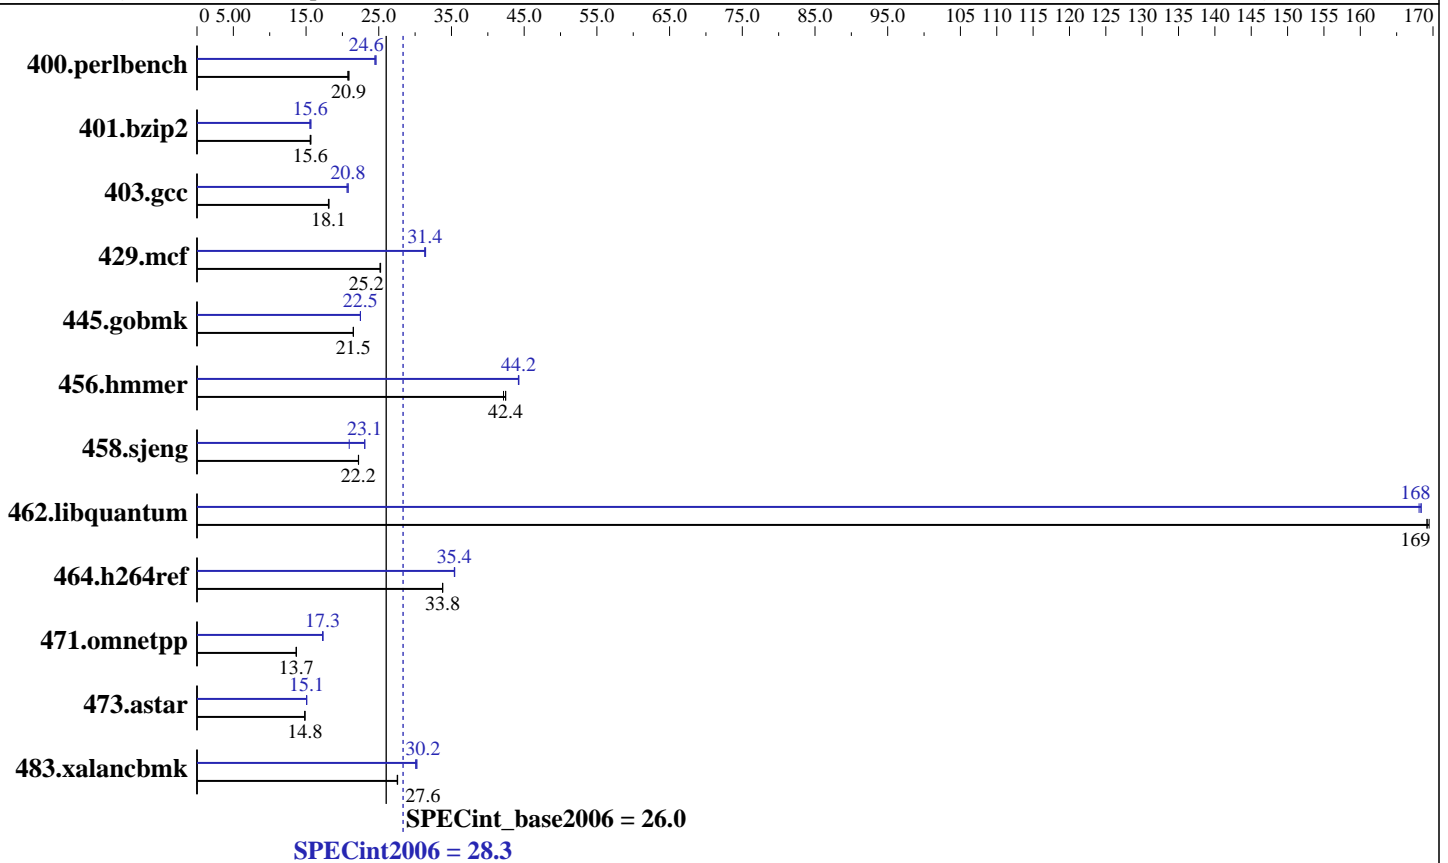 0 5.00 15.0 25.0 35.0 45.0 55.0 65.0 75.0 85.0 95.0 105 110 115 120 125 130 135 140 145 150 155 160 170
24.6
400.perlbench
20.9
15.6
401.bzip2
15.6
20.8
403.gcc
18.1
31.4
429.mcf
25.2
22.5
445.gobmk
21.5
44.2
456.hmmer
42.4
23.1
458.sjeng
22.2
168
462.libquantum
169
35.4
464.h264ref
33.8
17.3
471.omnetpp
13.7
15.1
473.astar
14.8
30.2
483.xalancbmk
27.6
SPECint_base2006 = 26.0
SPECint2006 = 28.3